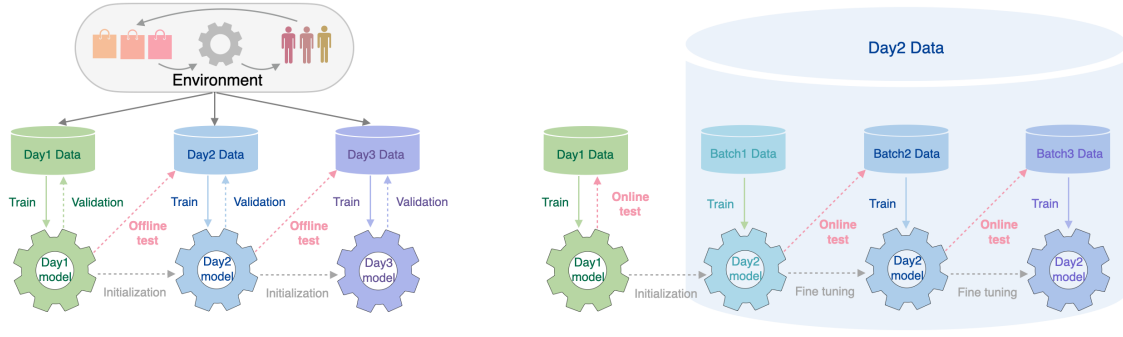 Environment
Day1 Data
Day2 Data
Day3 Data
Train
Validation
Train
Validation
Train
Validation
Offline
test
Offline
test
Day1
model
Day2
model
Day3
model
Initialization
Initialization
Day2 Data
Day1 Data
Batch1 Data
Batch2 Data
Batch3 Data
Train
Online
test
Train
Train
Train
Online
test
Online
test
Day1
model
Day2
model
Day2
model
Day2
model
Initialization
Fine tuning
Fine tuning